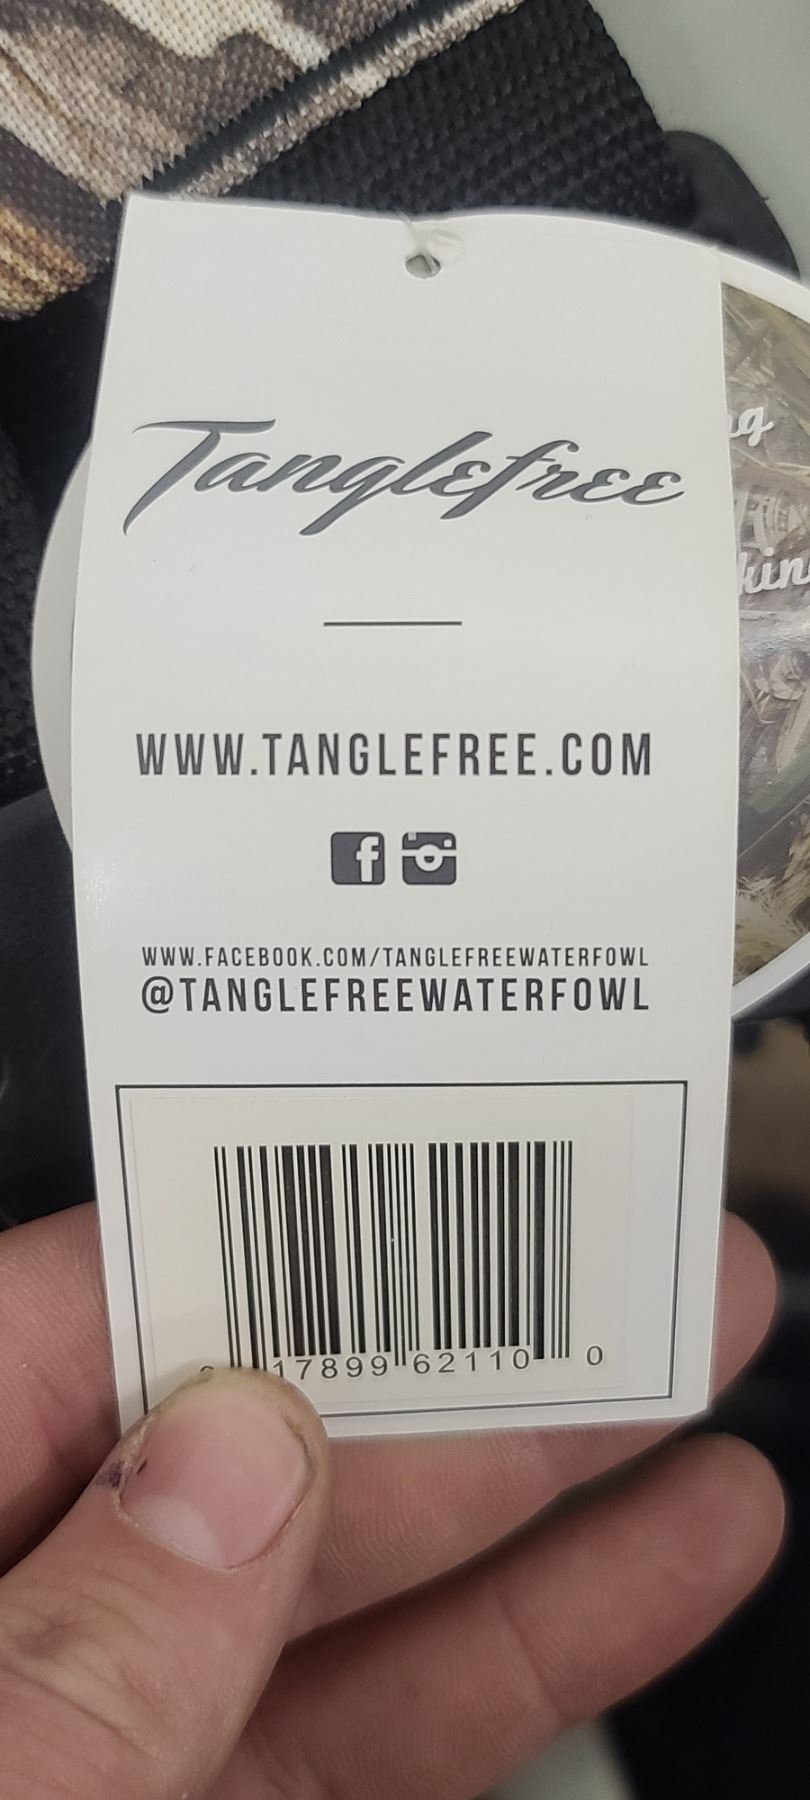 Tanglefree
WWW.TANGLEFREE.COM
WWW.FACEBOOK.COM/TANGLEFREEWATERFOWL
@TANGLEFREEWATERFOWL
17899 62110 0